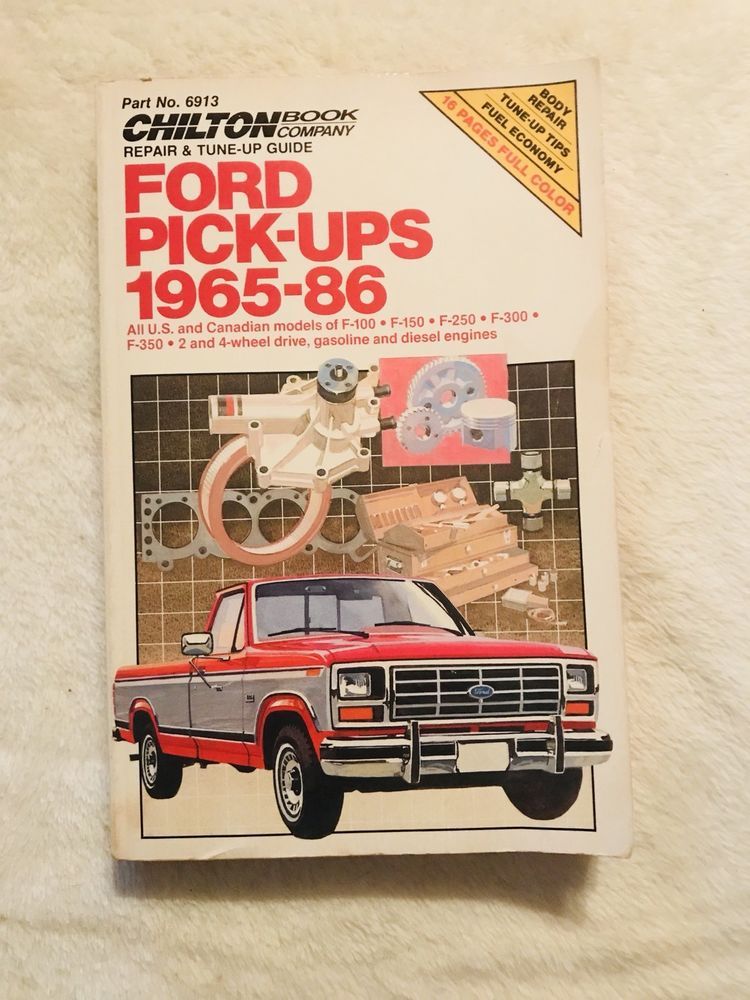 Part No. 6913
CHILTON BOOK COMPANY
REPAIR & TUNE-UP GUIDE
FORD
PICK-UPS
1965-86
All U.S. and Canadian models of F-100 • F-150 • F-250 • F-300 •
F-350 • 2 and 4-wheel drive, gasoline and diesel engines
BODY
REPAIR
TUNE-UP TIPS
FUEL ECONOMY
16 PAGES FULL COLOR
Ford